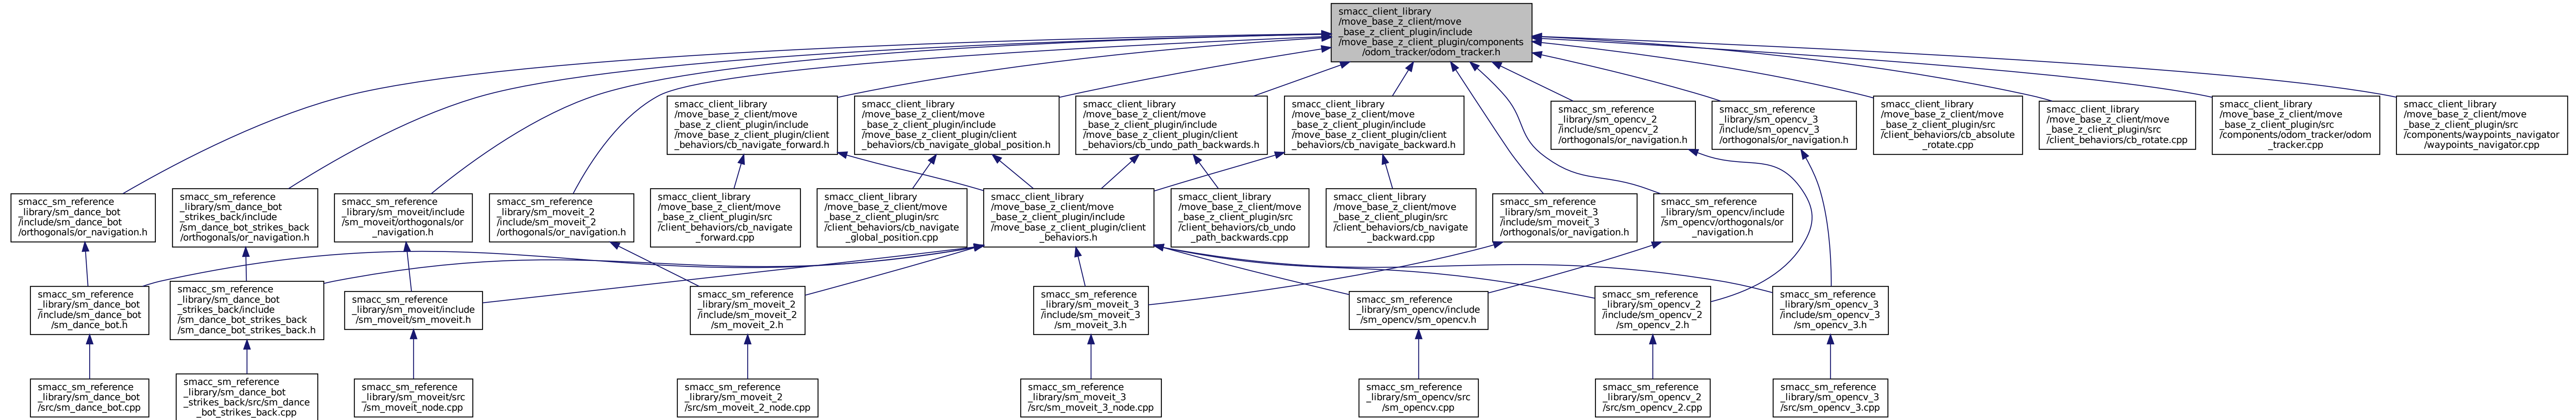 smacc_client_library
/move_base_z_client/move
_base_z_client_plugin/include
/move_base_z_client_plugin/components
/odom_tracker/odom_tracker.h
smacc_client_library
/move_base_z_client/move
_base_z_client_plugin/include
/move_base_z_client_plugin/client
_behaviors/cb_navigate_forward.h
smacc_client_library
/move_base_z_client/move
_base_z_client_plugin/include
/move_base_z_client_plugin/client
_behaviors/cb_navigate_global_position.h
smacc_client_library
/move_base_z_client/move
_base_z_client_plugin/include
/move_base_z_client_plugin/client
_behaviors/cb_undo_path_backwards.h
smacc_client_library
/move_base_z_client/move
_base_z_client_plugin/include
/move_base_z_client_plugin/client
_behaviors/cb_navigate_backward.h
smacc_sm_reference
_library/sm_opencv_2
/include/sm_opencv_2
/orthogonals/or_navigation.h
smacc_sm_reference
_library/sm_opencv_3
/include/sm_opencv_3
/orthogonals/or_navigation.h
smacc_client_library
/move_base_z_client/move
_base_z_client_plugin/src
/client_behaviors/cb_absolute
_rotate.cpp
smacc_client_library
/move_base_z_client/move
_base_z_client_plugin/src
/client_behaviors/cb_rotate.cpp
smacc_client_library
/move_base_z_client/move
_base_z_client_plugin/src
/components/odom_tracker/odom
_tracker.cpp
smacc_client_library
/move_base_z_client/move
_base_z_client_plugin/src
/components/waypoints_navigator
/waypoints_navigator.cpp
smacc_sm_reference
_library/sm_dance_bot
/include/sm_dance_bot
/orthogonals/or_navigation.h
smacc_sm_reference
_library/sm_dance_bot
_strikes_back/include
/sm_dance_bot_strikes_back
/orthogonals/or_navigation.h
smacc_sm_reference
_library/sm_moveit/include
/sm_moveit/orthogonals/or
_navigation.h
smacc_sm_reference
_library/sm_moveit_2
/include/sm_moveit_2
/orthogonals/or_navigation.h
smacc_client_library
/move_base_z_client/move
_base_z_client_plugin/src
/client_behaviors/cb_navigate
_forward.cpp
smacc_client_library
/move_base_z_client/move
_base_z_client_plugin/src
/client_behaviors/cb_navigate
_global_position.cpp
smacc_client_library
/move_base_z_client/move
_base_z_client_plugin/include
/move_base_z_client_plugin/client
_behaviors.h
smacc_client_library
/move_base_z_client/move
_base_z_client_plugin/src
/client_behaviors/cb_undo
_path_backwards.cpp
smacc_client_library
/move_base_z_client/move
_base_z_client_plugin/src
/client_behaviors/cb_navigate
_backward.cpp
smacc_sm_reference
_library/sm_moveit_3
/include/sm_moveit_3
/orthogonals/or_navigation.h
smacc_sm_reference
_library/sm_opencv/include
/sm_opencv/orthogonals/or
_navigation.h
smacc_sm_reference
_library/sm_dance_bot
/include/sm_dance_bot
/sm_dance_bot.h
smacc_sm_reference
_library/sm_dance_bot
_strikes_back/include
/sm_dance_bot_strikes_back
/sm_dance_bot_strikes_back.h
smacc_sm_reference
_library/sm_moveit/include
/sm_moveit/sm_moveit.h
smacc_sm_reference
_library/sm_moveit_2
/include/sm_moveit_2
/sm_moveit_2.h
smacc_sm_reference
_library/sm_moveit_3
/include/sm_moveit_3
/sm_moveit_3.h
smacc_sm_reference
_library/sm_opencv/include
/sm_opencv/sm_opencv.h
smacc_sm_reference
_library/sm_opencv_2
/include/sm_opencv_2
/sm_opencv_2.h
smacc_sm_reference
_library/sm_opencv_3
/include/sm_opencv_3
/sm_opencv_3.h
smacc_sm_reference
_library/sm_dance_bot
/src/sm_dance_bot.cpp
smacc_sm_reference
_library/sm_dance_bot
_strikes_back/src/sm_dance
_bot_strikes_back.cpp
smacc_sm_reference
_library/sm_moveit/src
/sm_moveit_node.cpp
smacc_sm_reference
_library/sm_moveit_2
/src/sm_moveit_2_node.cpp
smacc_sm_reference
_library/sm_moveit_3
/src/sm_moveit_3_node.cpp
smacc_sm_reference
_library/sm_opencv/src
/sm_opencv.cpp
smacc_sm_reference
_library/sm_opencv_2
/src/sm_opencv_2.cpp
smacc_sm_reference
_library/sm_opencv_3
/src/sm_opencv_3.cpp